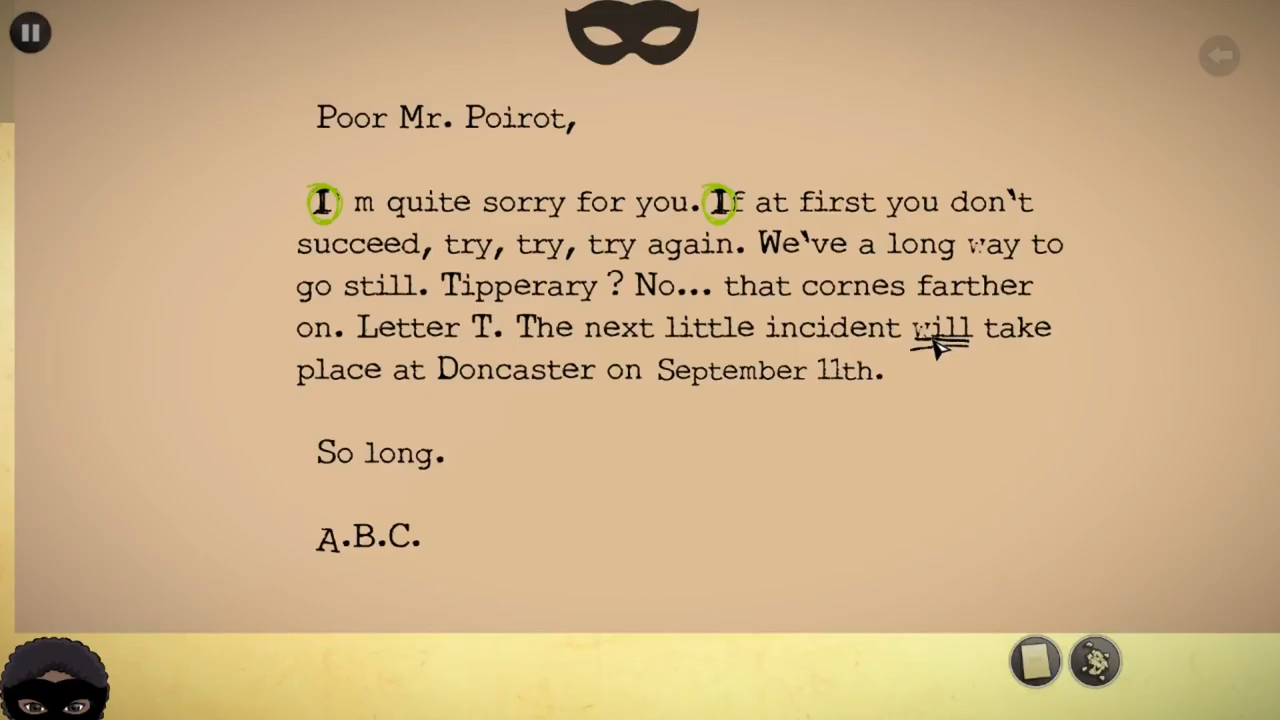 Poor Mr. Poirot,
I'm quite sorry for you. If at first you don't
succeed, try, try, try again. We've a long way to
go still. Tipperary ? No... that cornes farther
on. Letter T. The next little incident will take
place at Doncaster on September 11th.
So long.
A.B.C.